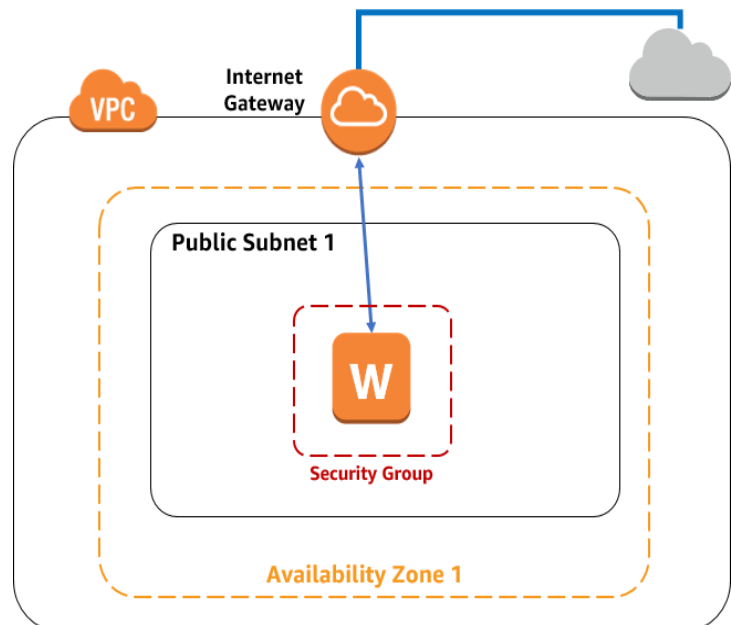 Internet
Gateway
VPC
Public Subnet 1
W
Security Group
Availability Zone 1